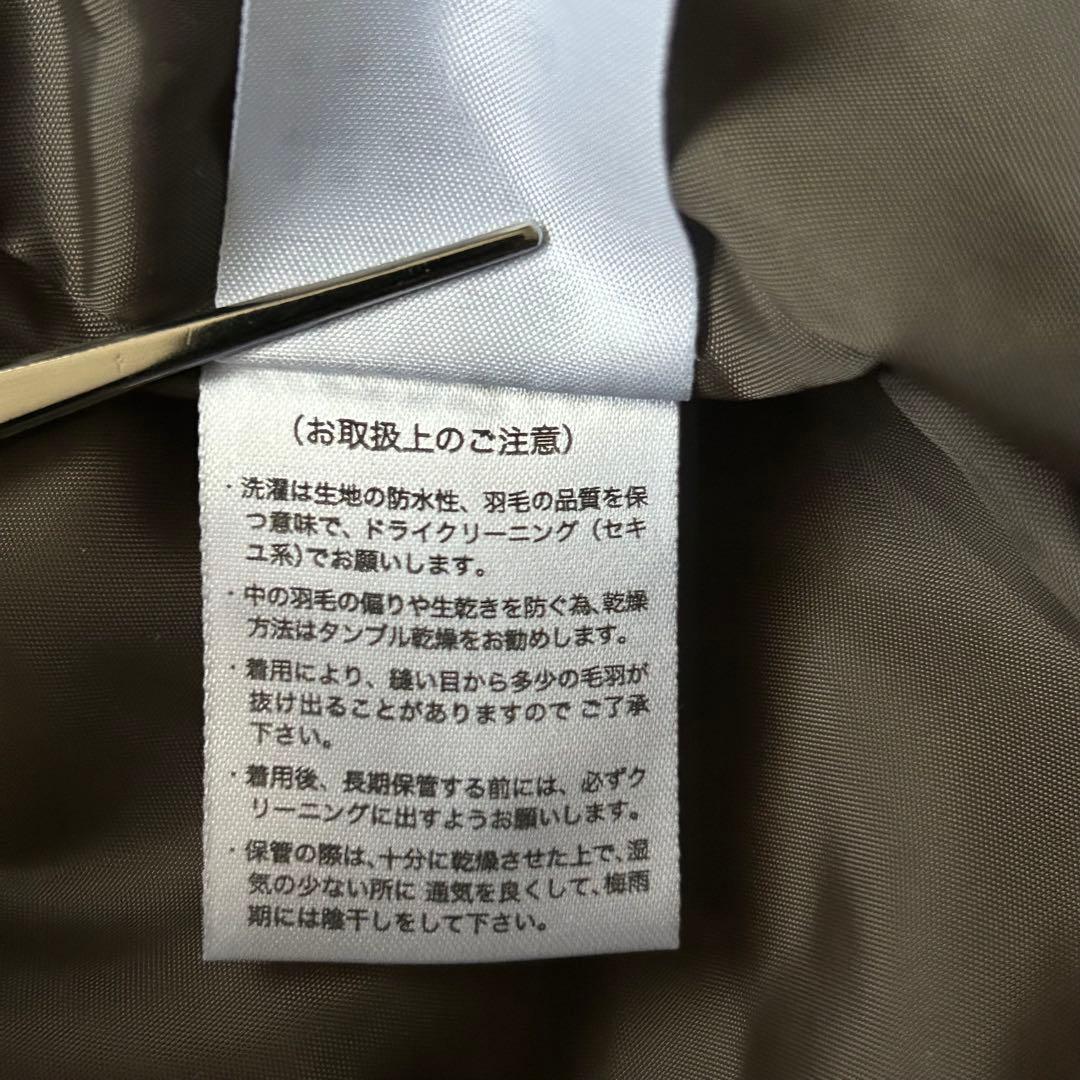 (お取扱上のご注意)
・洗濯は生地の防水性、羽毛の品質を保
つ意味で、ドライクリーニング(セキ
ユ系)でお願いします。
・中の羽毛の偏りや生乾きを防ぐ為、乾燥
方法はタンブル乾燥をお勧めします。
・着用により、縫い目から多少の毛羽が
抜け出ることがありますので ご了承
下さい。
・着用後、長期保管する前には、必ずク
リーニングに出すようお願いします。
・保管の際は、十分に乾燥させた上で、湿
気の少ない所に 通気を良くして、梅雨
期には陰干しをして下さい。